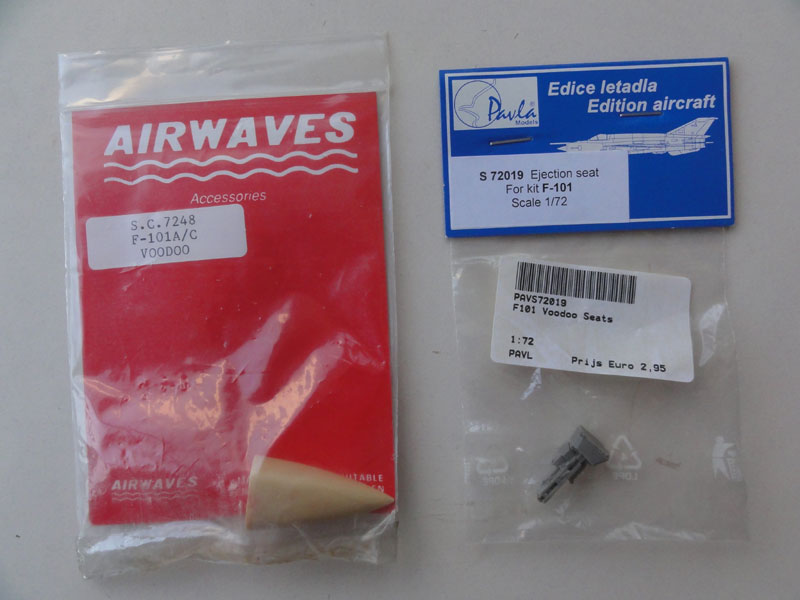 AIRWAVES
Accessories
S.C.7248
F-101A/C
VOODOO
AIRWAVES
Pavla®
Models
Edice letadla
Edition aircraft
S 72019 Ejection seat
For kit F-101
Scale 1/72
PAVS72019
F101 Voodoo Seats
1:72
PAVL Prijs Euro 2,95